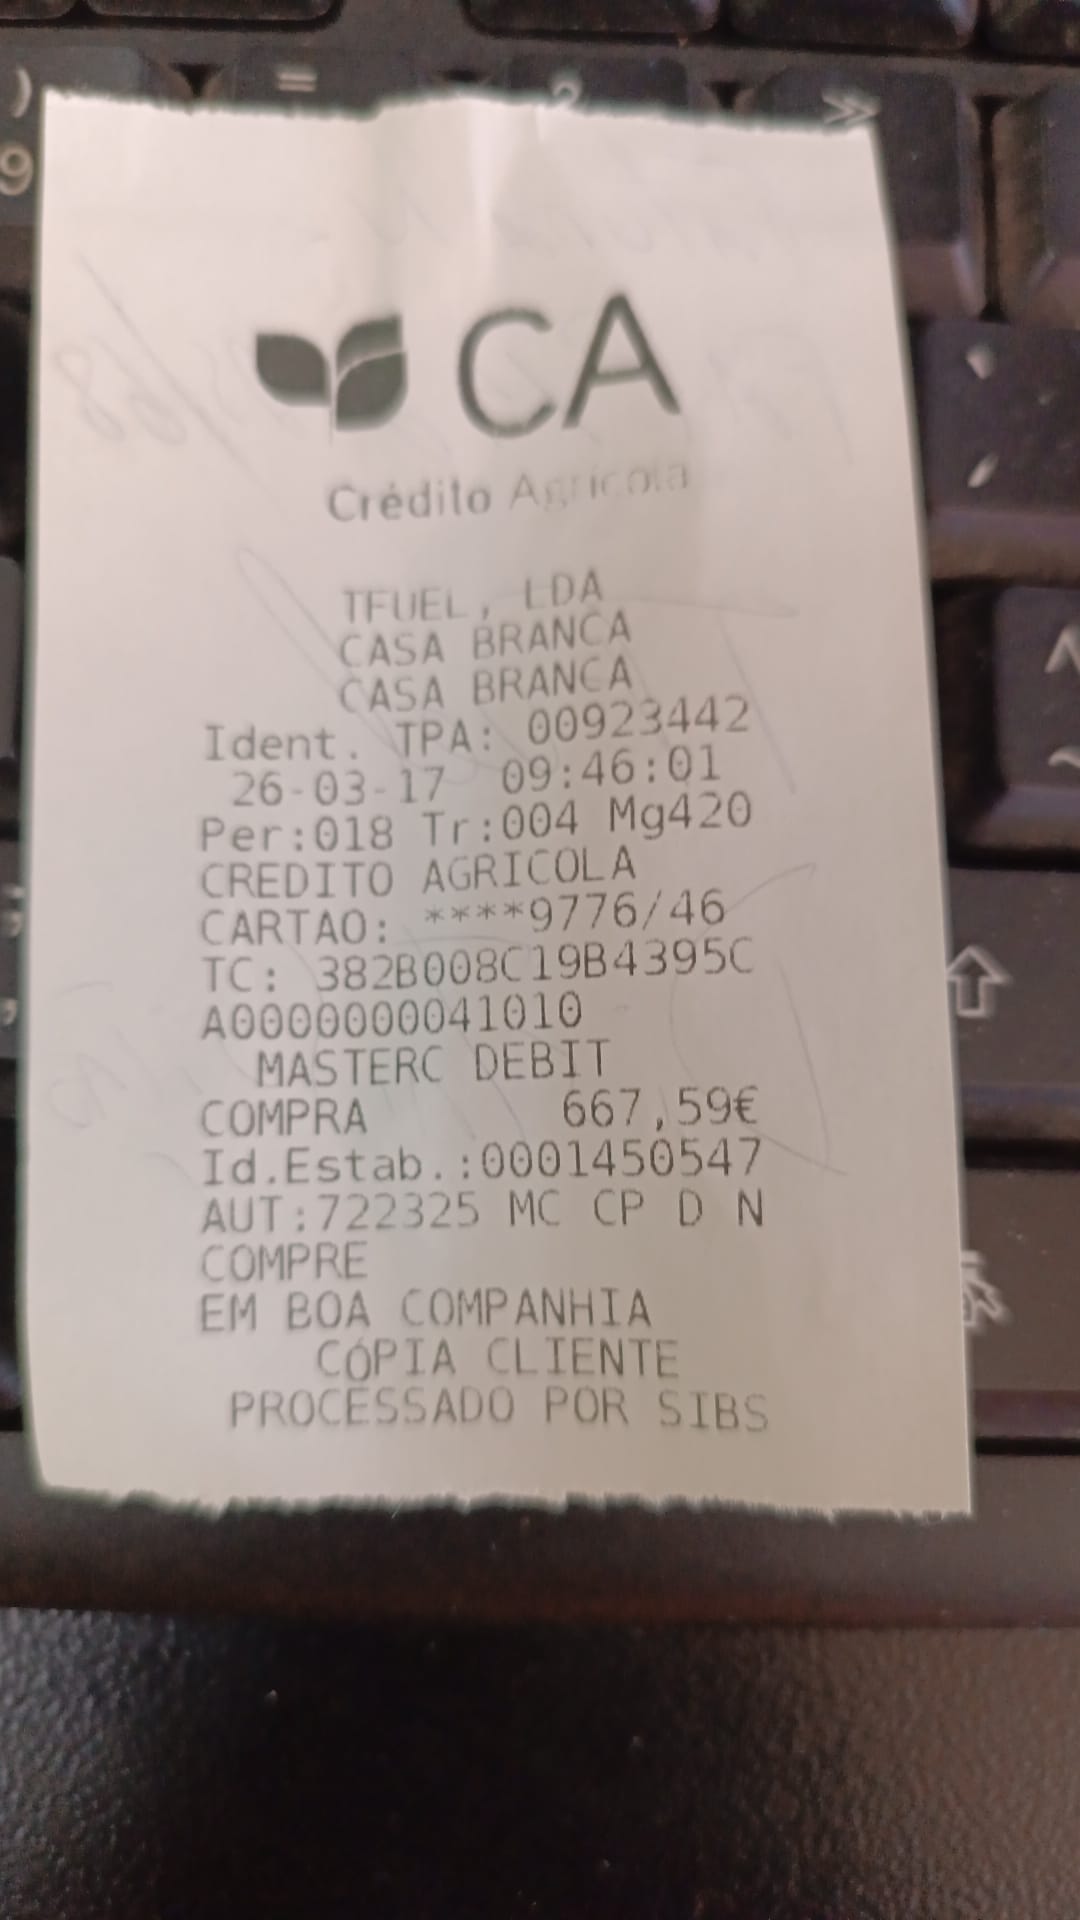 CA
Crédito Agrícola
TFUEL, LDA
CASA BRANCA
CASA BRANCA
Ident. TPA: 00923442
26-03-17 09:46:01
Per:018 Tr:004 Mg420
CREDITO AGRICOLA
CARTAO: ****9776/46
TC: 382B008C19B4395C
A0000000041010
MASTERC DEBIT
COMPRA 667,59€
Id.Estab.:0001450547
AUT:722325 MC CP D N
COMPRE
EM BOA COMPANHIA
CÓPIA CLIENTE
PROCESSADO POR SIBS